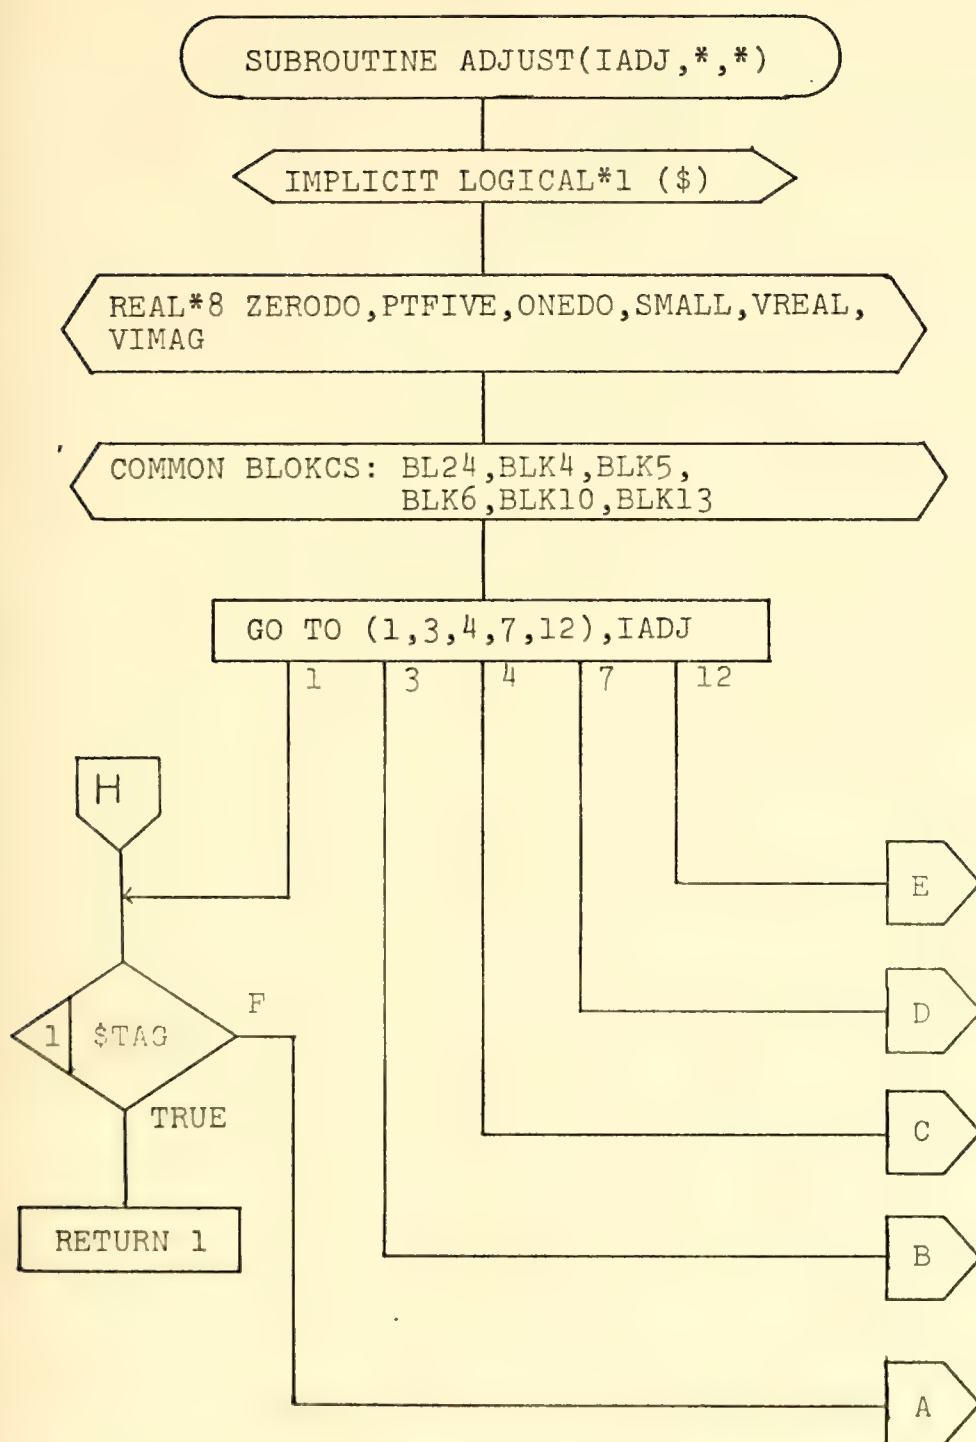 SUBROUTINE ADJUST(IADJ,*,*)
IMPLICIT LOGICAL*1 ($)
REAL*8 ZERODO,PTFIVE,ONEDO,SMALL,VREAL,
VIMAG
COMMON BLOKCS: BL24,BLK4,BLK5,
BLK6,BLK10,BLK13
GO TO (1,3,4,7,12),IADJ
1 3 4 7 12
H
E
F
D
1 $TAG
TRUE
C
RETURN 1
B
A